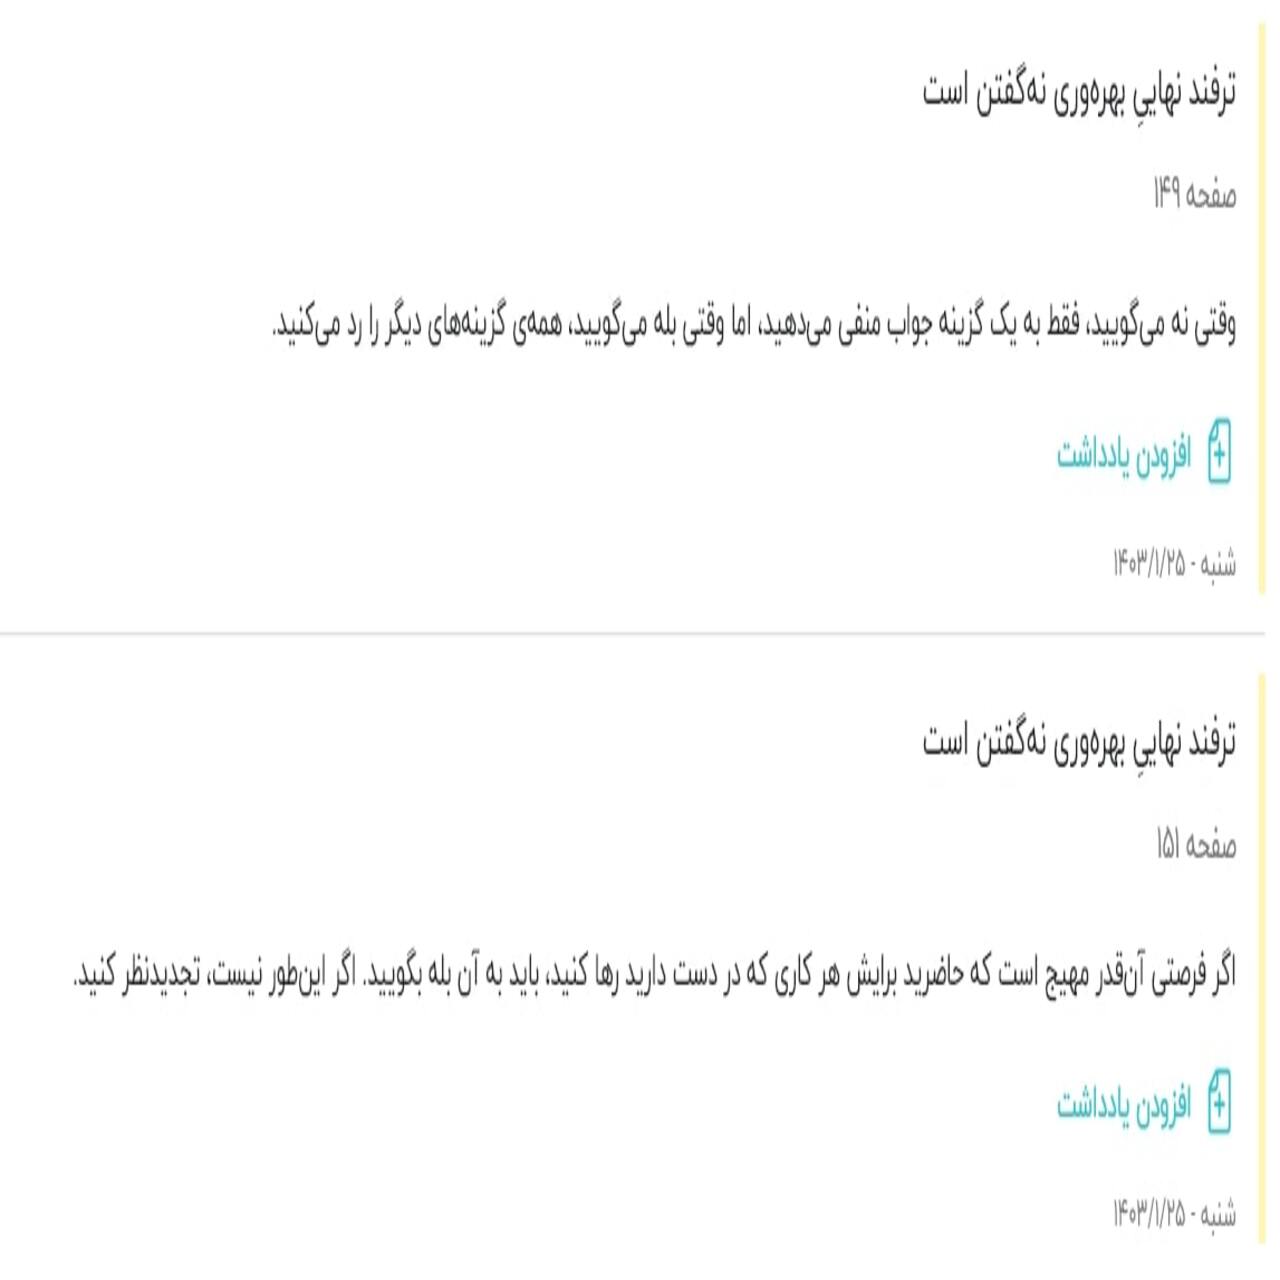 ترفند نهاییِ بهره‌وری نه‌گفتن است
صفحه ۱۴۹
وقتی نه می‌گویید، فقط به یک گزینه جواب منفی می‌دهید، اما وقتی بله می‌گویید، همه‌ی گزینه‌های دیگر را رد می‌کنید.
افزودن یادداشت
شنبه - ۱۴۰۳/۱/۲۵
ترفند نهاییِ بهره‌وری نه‌گفتن است
صفحه ۱۵۱
اگر فرصتی آن‌قدر مهیج است که حاضرید برایش هر کاری که در دست دارید رها کنید، باید به آن بله بگویید. اگر این‌طور نیست، تجدیدنظر کنید.
افزودن یادداشت
شنبه - ۱۴۰۳/۱/۲۵